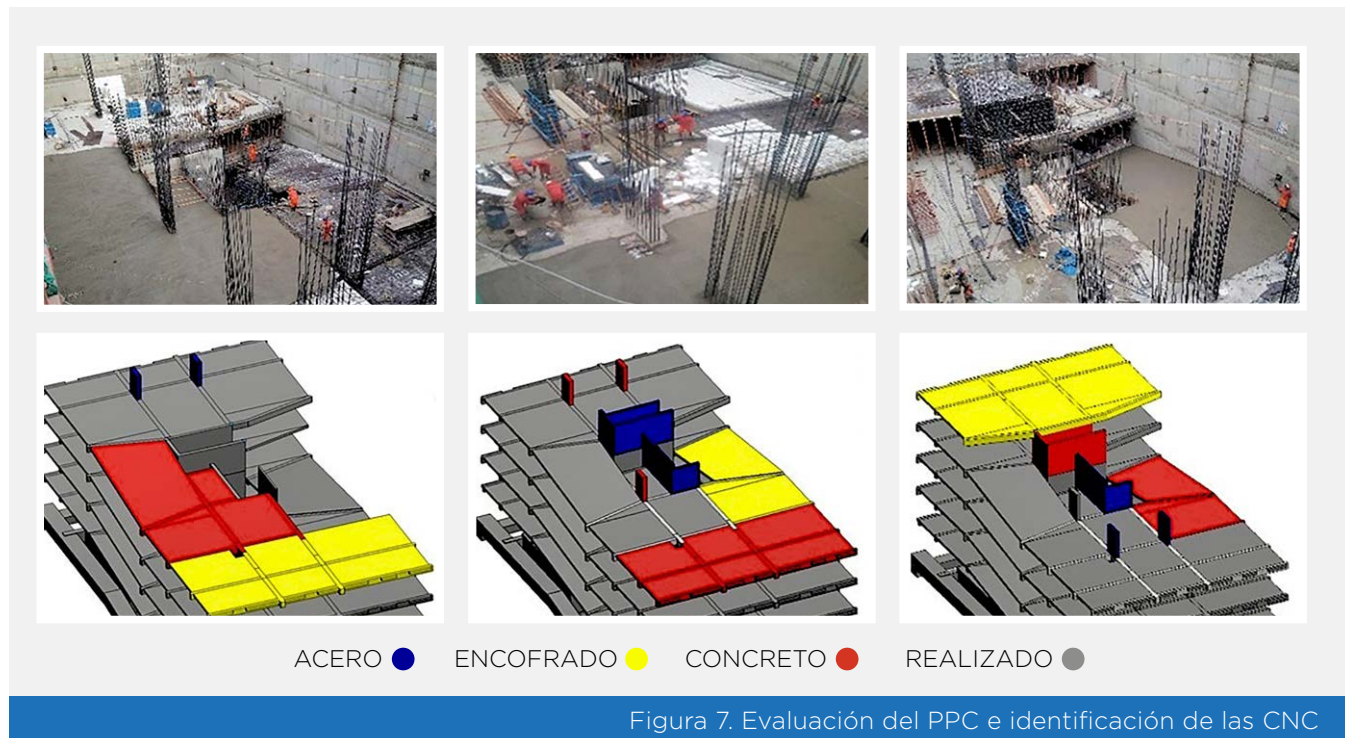 ACERO ENCOFRADO CONCRETO REALIZADO
Figura 7. Evaluación del PPC e identificación de las CNC